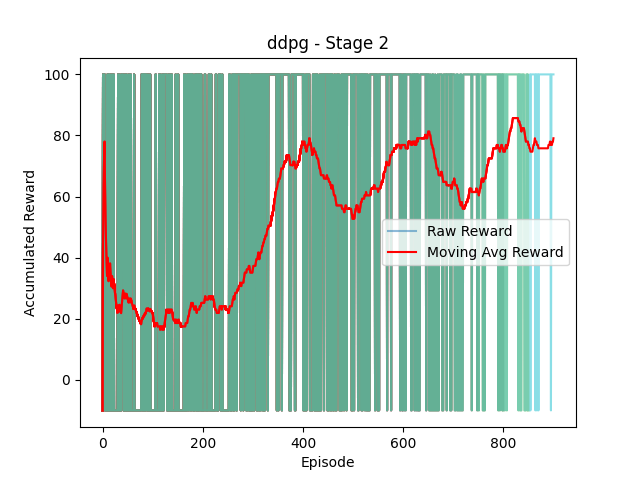 ddpg - Stage 2
Accumulated Reward
100
80
60
40
20
0
Raw Reward
Moving Avg Reward
0 200 400 600 800
Episode